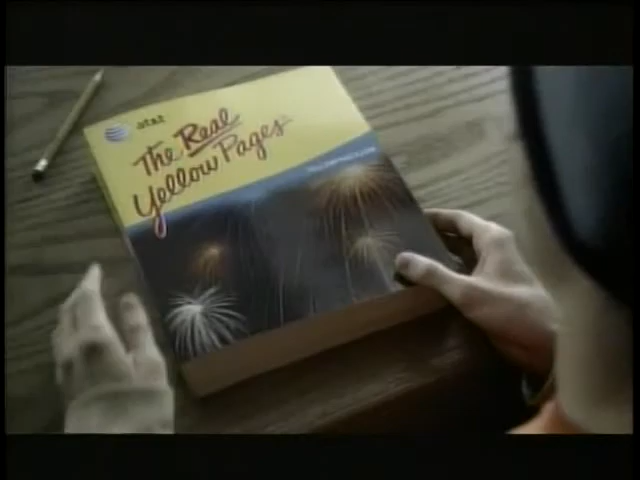 at&t
The Real
Yellow Pages